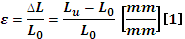 ε = ΔL / L₀ = (Lᵤ − L₀) / L₀ [mm/mm] [1]